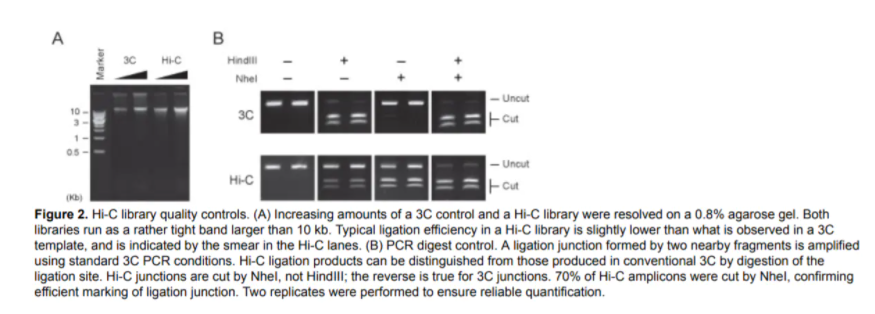 A
B
Marker
3C
Hi-C
10
3
1
0.5
(Kb)
HindIII - + - +
NheI - - + +
3C
Uncut
Cut
Hi-C
Uncut
Cut
Figure 2. Hi-C library quality controls. (A) Increasing amounts of a 3C control and a Hi-C library were resolved on a 0.8% agarose gel. Both
libraries run as a rather tight band larger than 10 kb. Typical ligation efficiency in a Hi-C library is slightly lower than what is observed in a 3C
template, and is indicated by the smear in the Hi-C lanes. (B) PCR digest control. A ligation junction formed by two nearby fragments is amplified
using standard 3C PCR conditions. Hi-C ligation products can be distinguished from those produced in conventional 3C by digestion of the
ligation site. Hi-C junctions are cut by NheI, not HindIII; the reverse is true for 3C junctions. 70% of Hi-C amplicons were cut by NheI, confirming
efficient marking of ligation junction. Two replicates were performed to ensure reliable quantification.